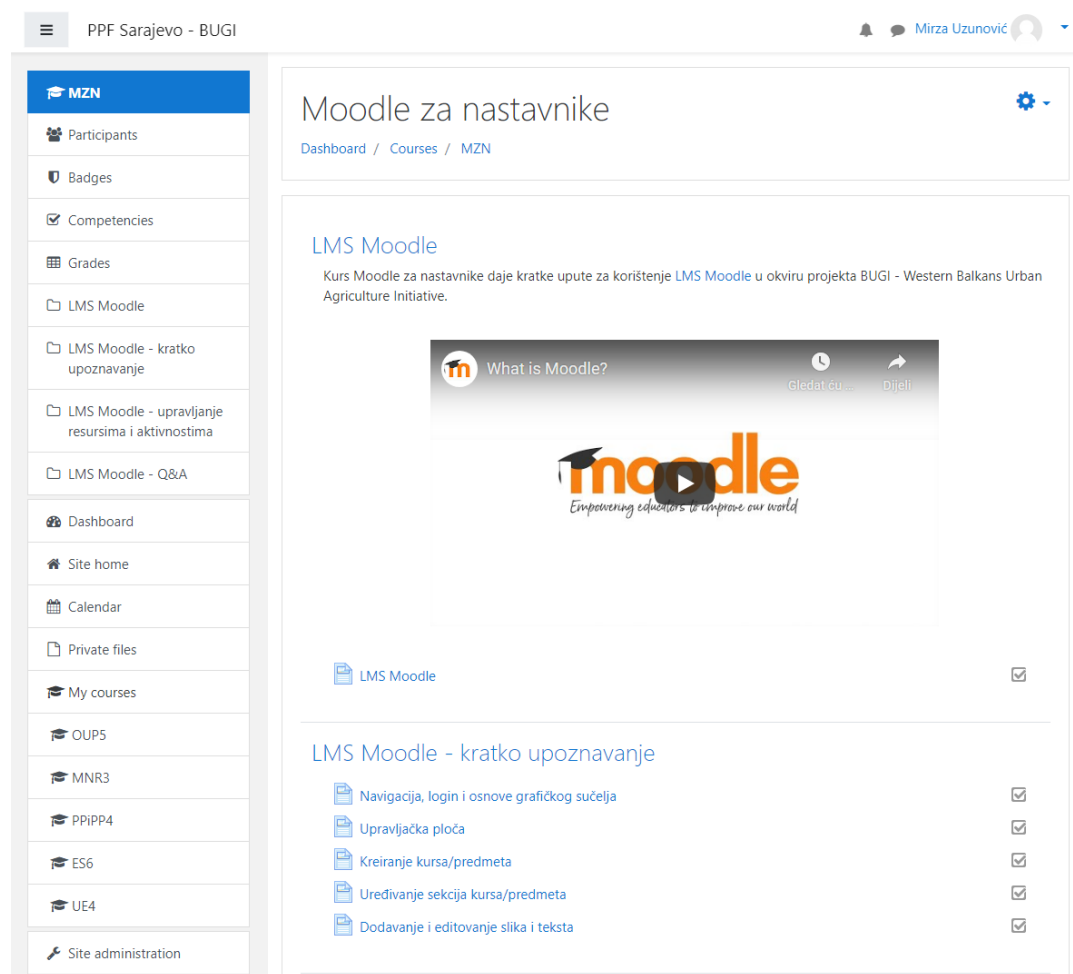 PPF Sarajevo - BUGI
Mirza Uzunović
MZN
Participants
Badges
Competencies
Grades
LMS Moodle
LMS Moodle - kratko
upoznavanje
LMS Moodle - upravljanje
resursima i aktivnostima
LMS Moodle - Q&A
Dashboard
Site home
Calendar
Private files
My courses
OUP5
MNR3
PPiPP4
ES6
UE4
Site administration
Moodle za nastavnike
Dashboard / Courses / MZN
LMS Moodle
Kurs Moodle za nastavnike daje kratke upute za korištenje LMS Moodle u okviru projekta BUGI - Western Balkans Urban
Agriculture Initiative.
What is Moodle?
Gledat ću ...
Dijeli
moodle
Empowering educators to improve our world
LMS Moodle
LMS Moodle - kratko upoznavanje
Navigacija, login i osnove grafičkog sučelja
Upravljačka ploča
Kreiranje kursa/predmeta
Uređivanje sekcija kursa/predmeta
Dodavanje i editovanje slika i teksta